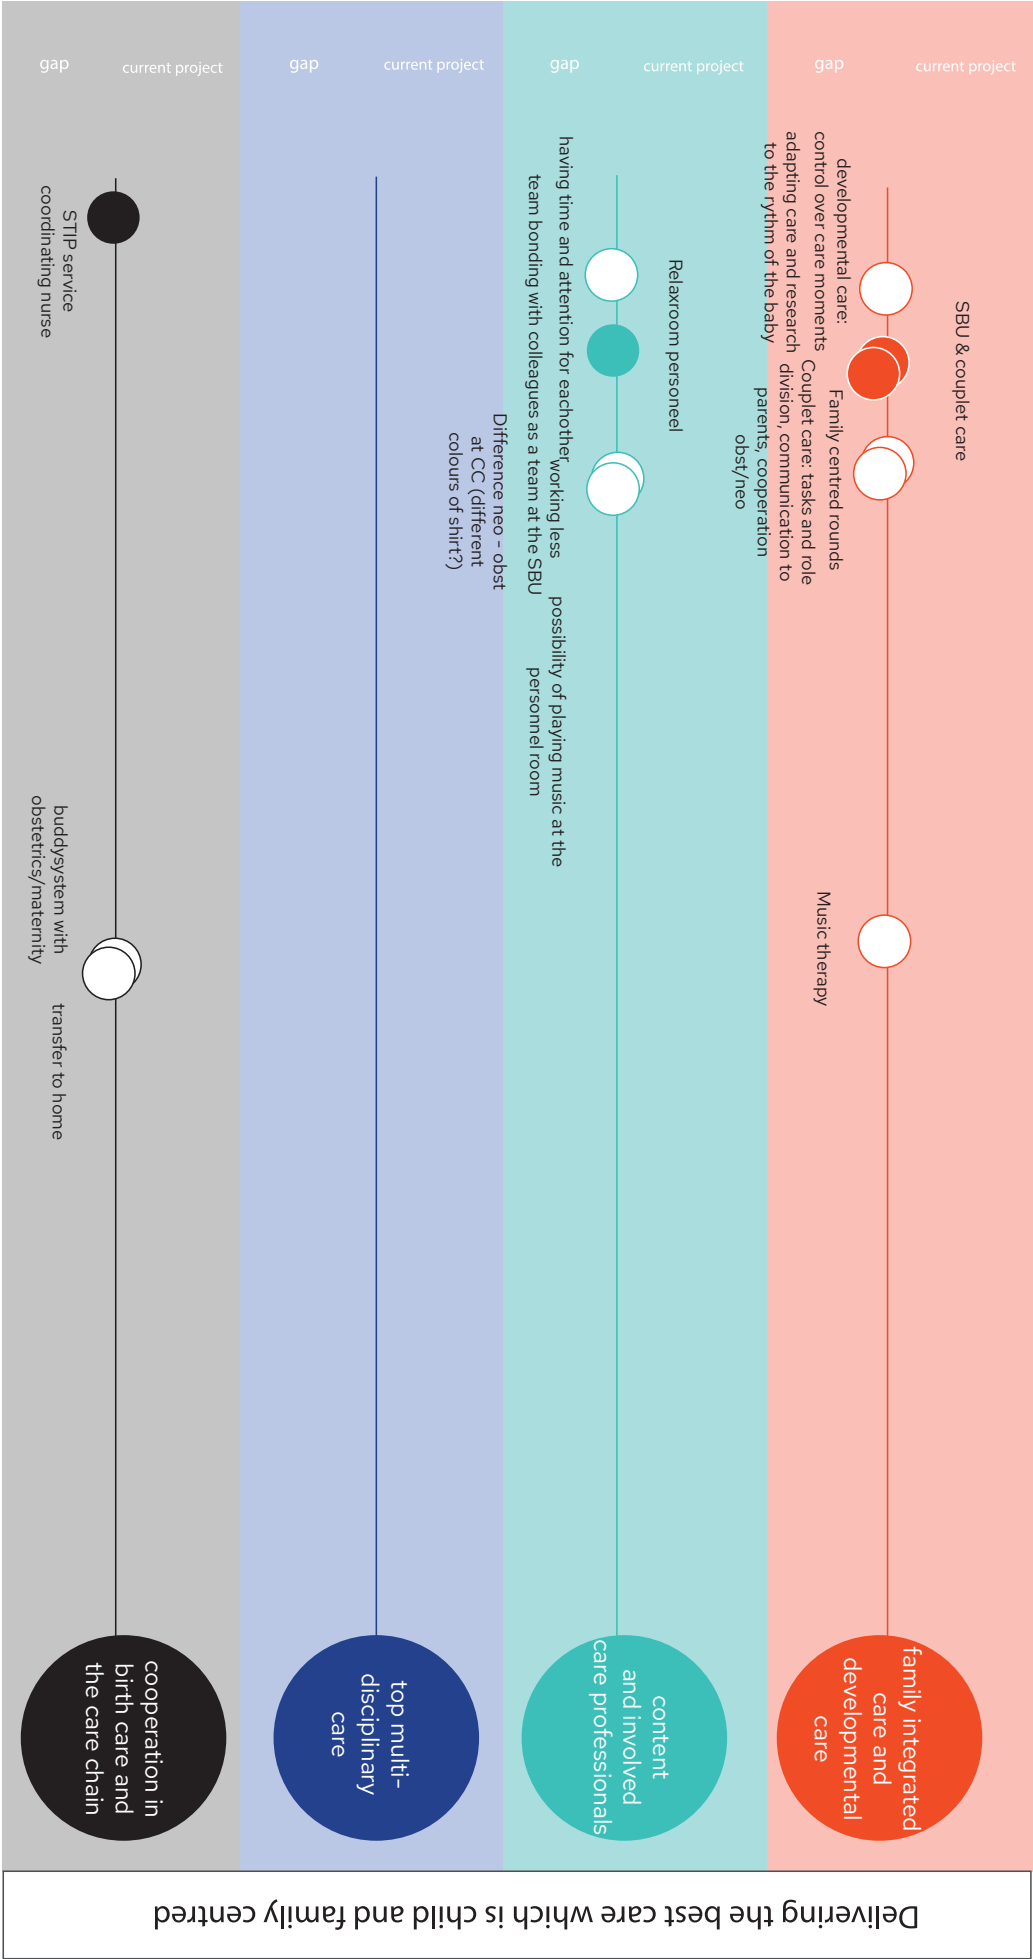 gap
current project
gap
current project
gap
current project
gap
current project
SBU & couplet care
developmental care:
control over care moments
adapting care and research
to the rythm of the baby
Family centred rounds
Couplet care: tasks and role
division, communication to
parents, cooperation
obst/neo
Music therapy
family integrated
care and
developmental
care
Relaxroom personeel
having time and attention for eachother,
team bonding with colleagues as a team at the SBU
working less
Difference neo - obst
at CC (different
colours of shirt?)
possibility of playing music at the
personnel room
content
and involved
care professionals
top multi-
disciplinary
care
STIP service
coordinating nurse
buddysystem with
obstetrics/maternity
transfer to home
cooperation in
birth care and
the care chain
Delivering the best care which is child and family centred